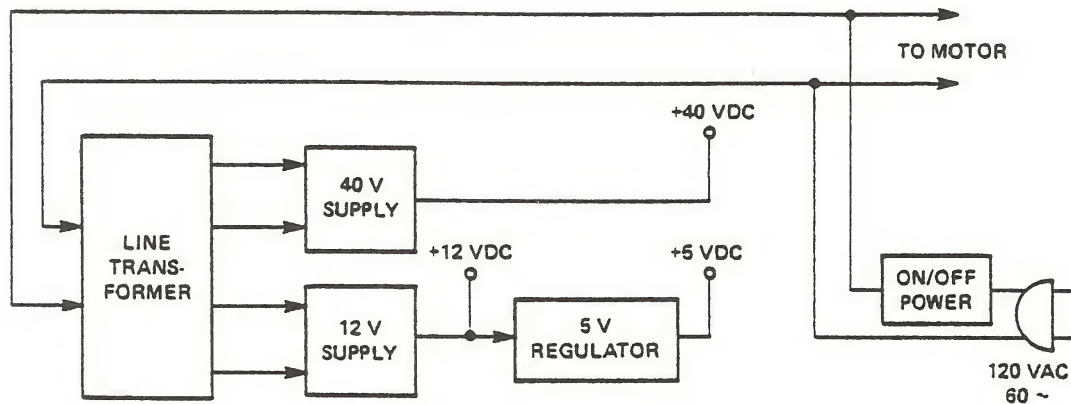 TO MOTOR
+40 VDC
40 V
SUPPLY
LINE
TRANS-
FORMER
+12 VDC
+5 VDC
ON/OFF
POWER
12 V
SUPPLY
5 V
REGULATOR
120 VAC
60 ~